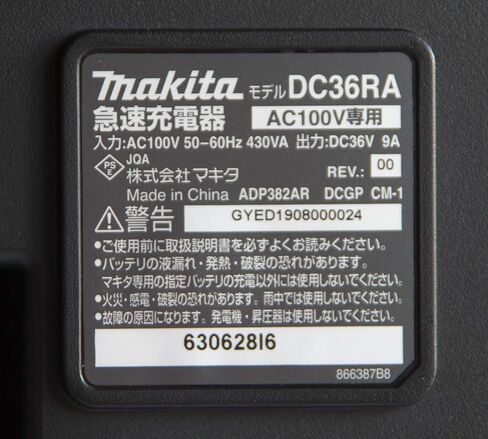 makita モデル DC36RA
急速充電器 AC100V専用
入力:AC100V 50-60Hz 430VA 出力:DC36V 9A
PS E JQA
株式会社マキタ REV.: 00
Made in China ADP382AR DCGP CM-1
⚠警告 GYED1908000024
●ご使用前に取扱説明書を必ずよくお読みください。
●バッテリの液漏れ・発熱・破裂の恐れがあります。
マキタ専用の指定バッテリの充電以外には使用しないでください。
●火災・感電・破裂の恐れがあります。雨中では使用しないでください。
●故障の原因になります。発電機・昇圧器は使用しないでください。
630628I6
866387B8